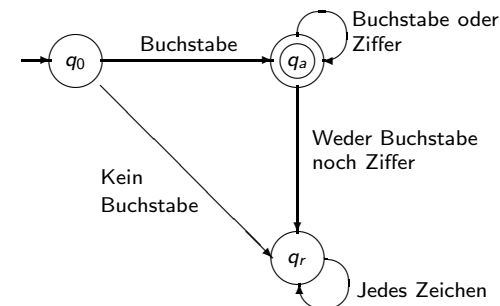 Buchstabe oder
Ziffer
Buchstabe
q0
qa
Weder Buchstabe
noch Ziffer
Kein
Buchstabe
qr
Jedes Zeichen